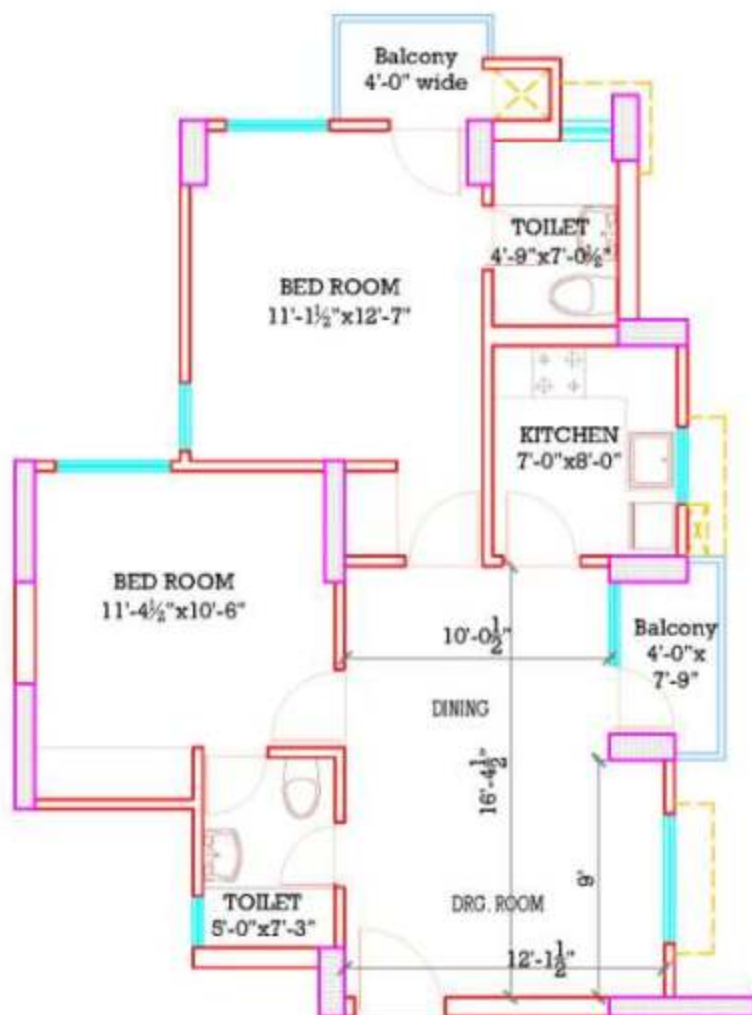 Balcony
4'-0" wide
TOILET
4'-9"x7'-0½"
BED ROOM
11'-1½"x12'-7"
KITCHEN
7'-0"x8'-0"
BED ROOM
11'-4½"x10'-6"
10'-0½"
Balcony
4'-0"x
7'-9"
DINING
16'-4½"
9'
DRG. ROOM
TOILET
5'-0"x7'-3"
12'-1½"